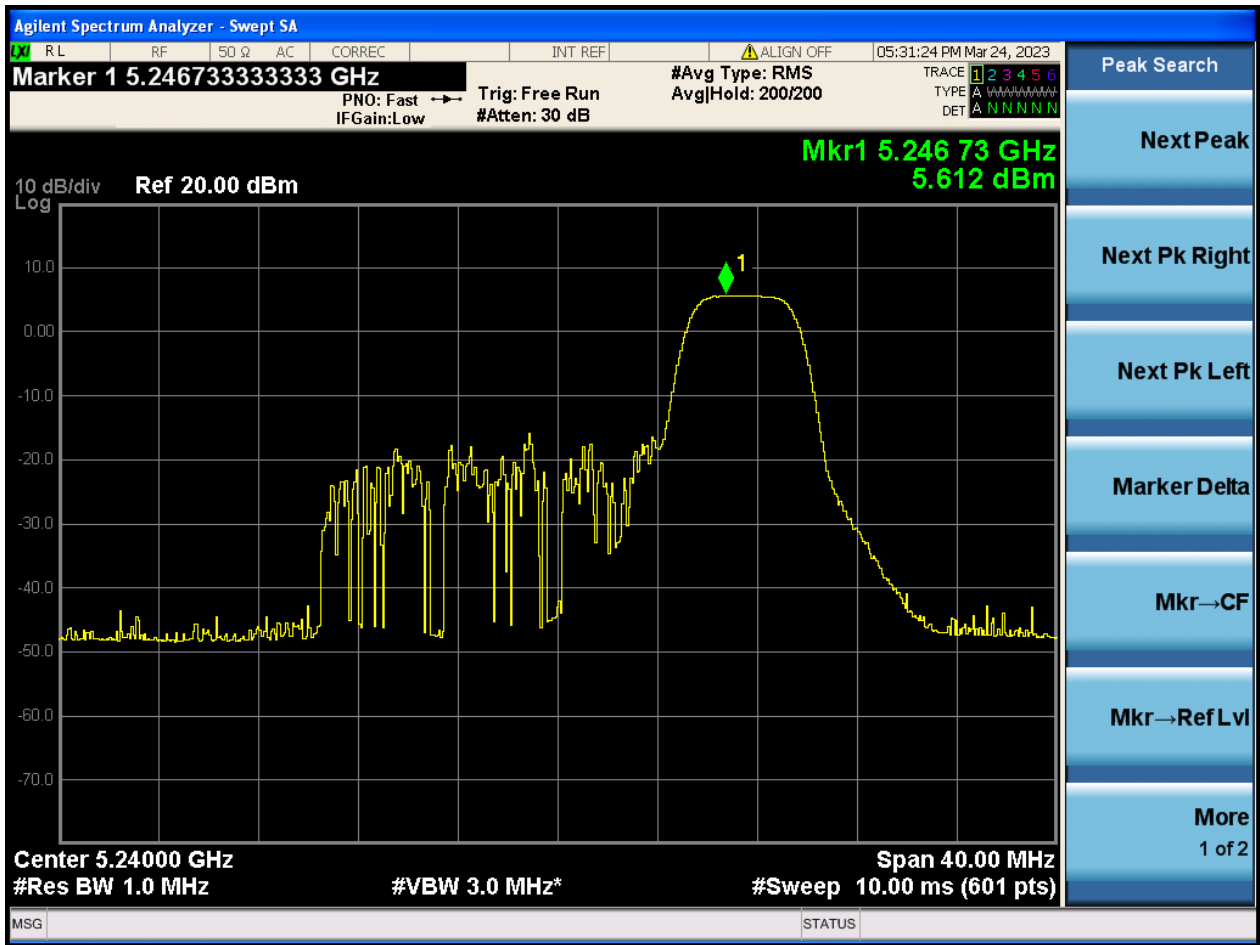 Agilent Spectrum Analyzer - Swept SA
LXI RL RF 50 Ω AC CORREC INT REF ALIGN OFF 05:31:24 PM Mar 24, 2023
Marker 1 5.246733333333 GHz
PNO: Fast
IFGain:Low
Trig: Free Run
#Atten: 30 dB
#Avg Type: RMS
Avg|Hold: 200/200
TRACE 1 2 3 4 5 6
TYPE A WWWWW
DET A N N N N N
Mkr1 5.246 73 GHz
5.612 dBm
10 dB/div Ref 20.00 dBm
Log
1
10.0
0.00
-10.0
-20.0
-30.0
-40.0
-50.0
-60.0
-70.0
Center 5.24000 GHz Span 40.00 MHz
#Res BW 1.0 MHz #VBW 3.0 MHz* #Sweep 10.00 ms (601 pts)
MSG STATUS
Peak Search
Next Peak
Next Pk Right
Next Pk Left
Marker Delta
Mkr→CF
Mkr→Ref Lvl
More
1 of 2